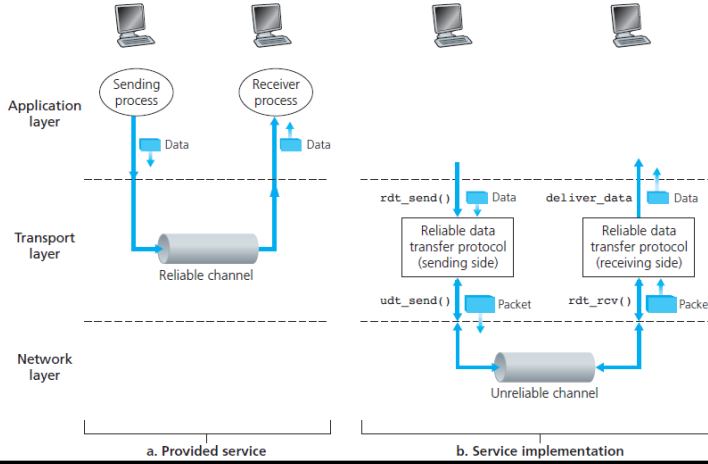 Sending
process
Receiver
process
Application
layer
Data
Data
rdt_send()
Data
deliver_data
Data
Transport
layer
Reliable channel
Reliable data
transfer protocol
(sending side)
Reliable data
transfer protocol
(receiving side)
udt_send()
Packet
rdt_rcv()
Packe
Network
layer
Unreliable channel
a. Provided service
b. Service implementation